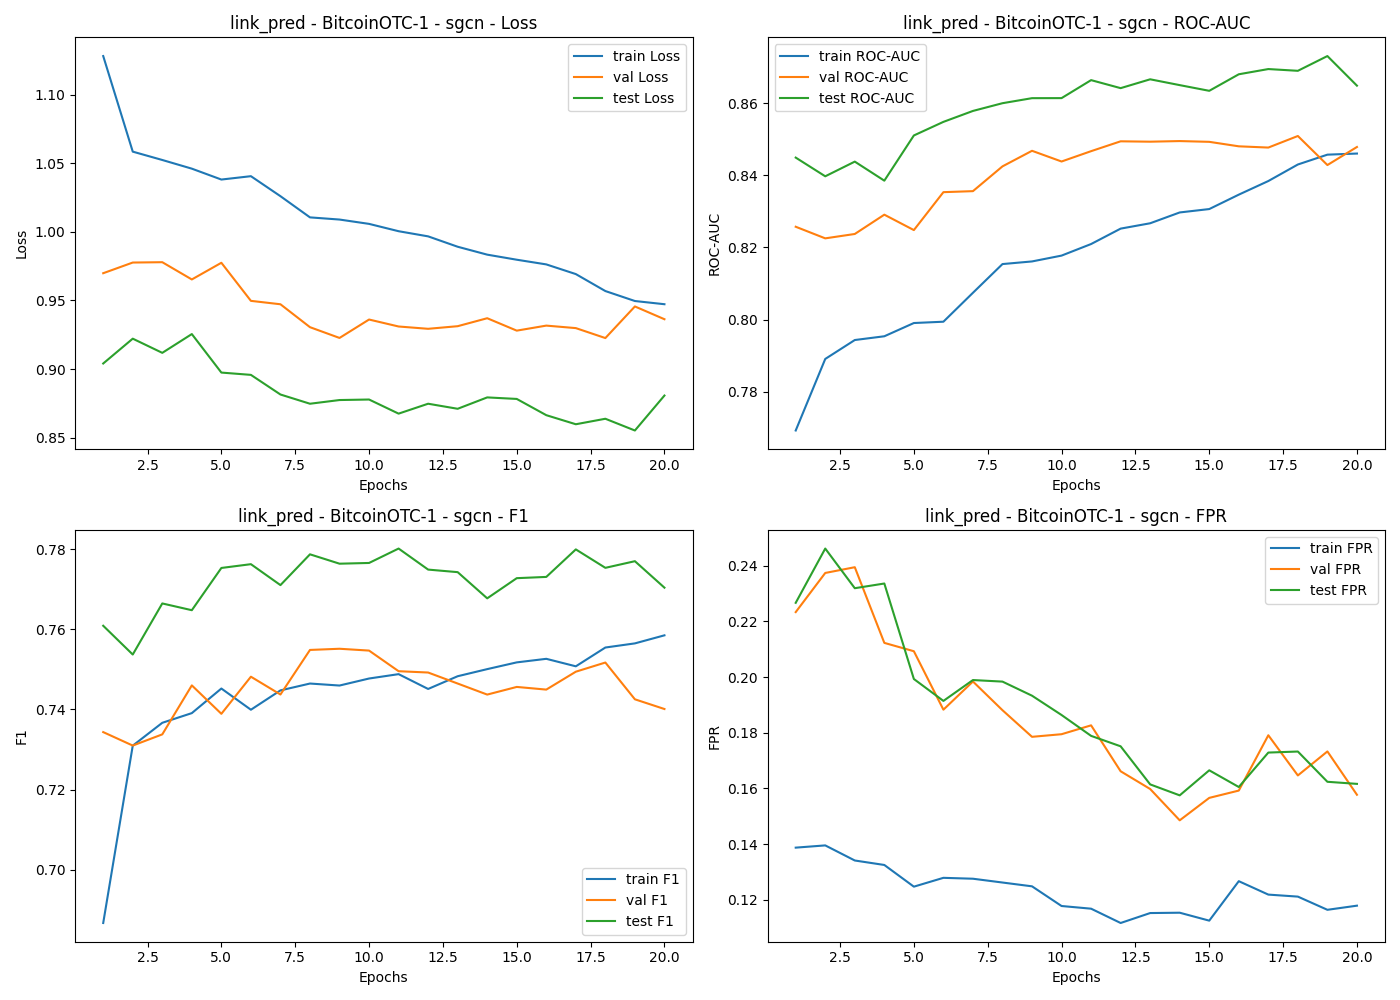 link_pred - BitcoinOTC-1 - sgcn - Loss
train Loss
val Loss
test Loss
1.10
1.05
1.00
0.95
0.90
0.85
Loss
2.5 5.0 7.5 10.0 12.5 15.0 17.5 20.0
Epochs
link_pred - BitcoinOTC-1 - sgcn - ROC-AUC
train ROC-AUC
val ROC-AUC
test ROC-AUC
0.86
0.84
0.82
0.80
0.78
ROC-AUC
2.5 5.0 7.5 10.0 12.5 15.0 17.5 20.0
Epochs
link_pred - BitcoinOTC-1 - sgcn - F1
0.78
0.76
0.74
0.72
0.70
F1
train F1
val F1
test F1
2.5 5.0 7.5 10.0 12.5 15.0 17.5 20.0
Epochs
link_pred - BitcoinOTC-1 - sgcn - FPR
train FPR
val FPR
test FPR
0.24
0.22
0.20
0.18
0.16
0.14
0.12
FPR
2.5 5.0 7.5 10.0 12.5 15.0 17.5 20.0
Epochs